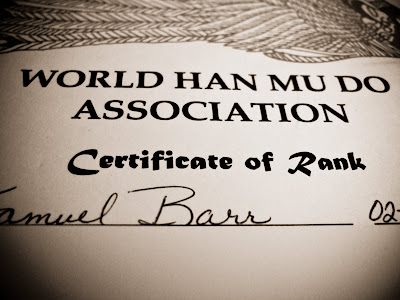 WORLD HAN MU DO
ASSOCIATION
Certificate of Rank
Samuel Barr 02-